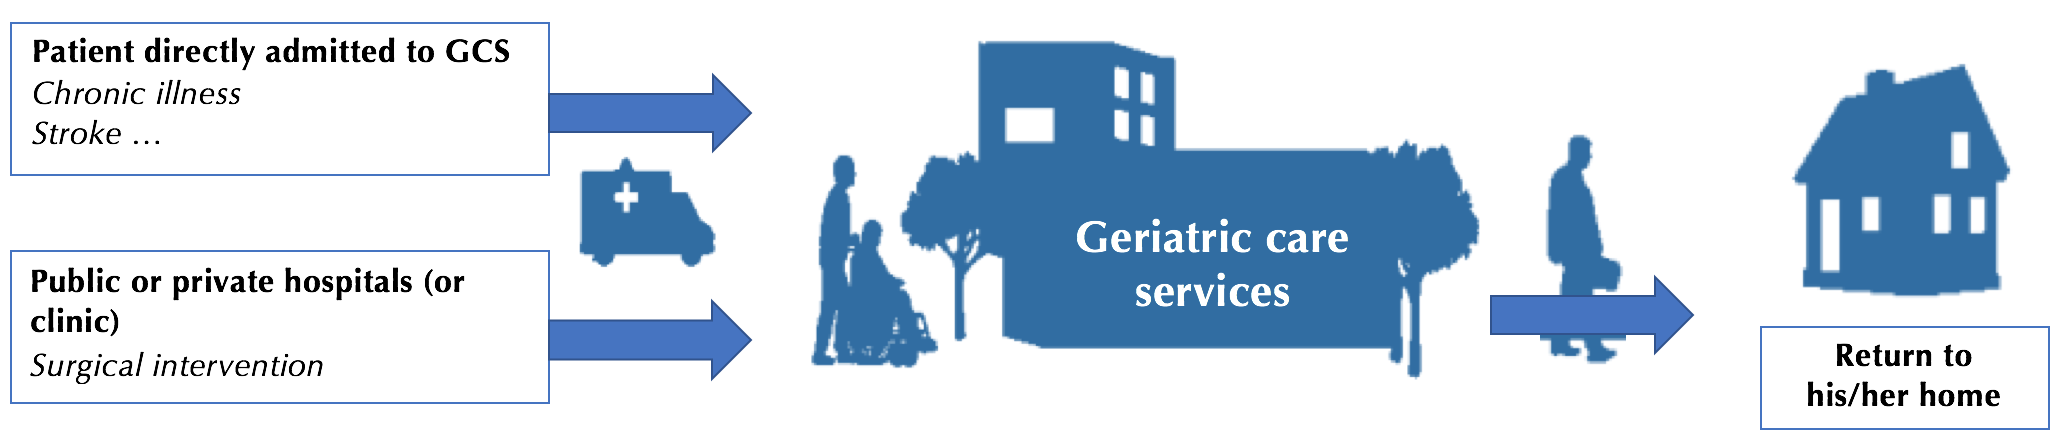 Patient directly admitted to GCS
Chronic illness
Stroke …
Public or private hospitals (or
clinic)
Surgical intervention
Geriatric care
services
Return to
his/her home